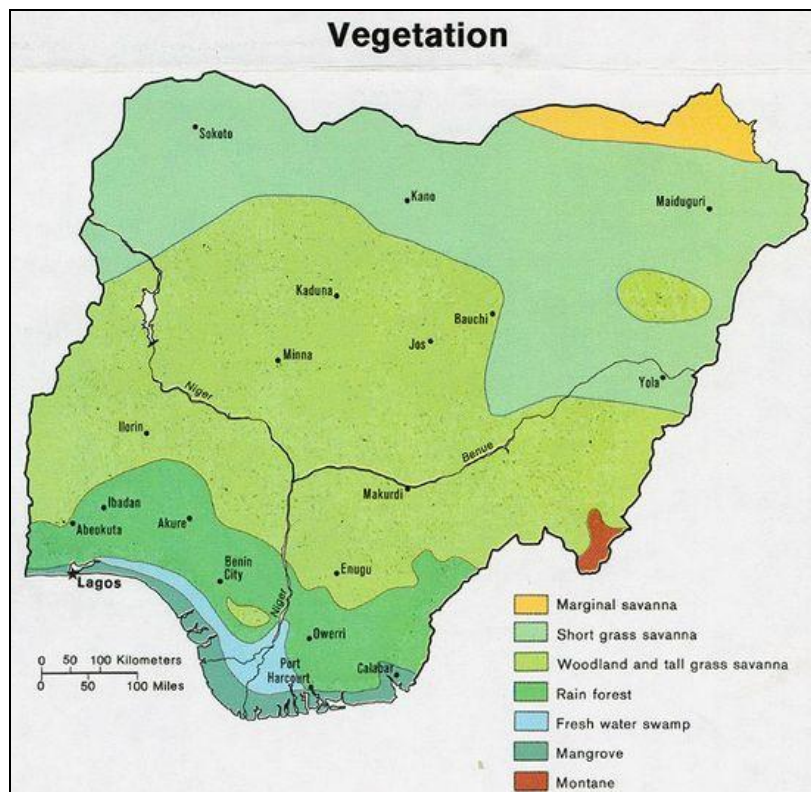 Vegetation
Sokoto
Kano
Maiduguri
Kaduna
Bauchi
Jos
Minna
Yola
Niger
Ilorin
Benue
Makurdi
Ibadan
Abeokuta
Akure
Benin
City
Enugu
Lagos
Niger
Owerri
Port
Harcourt
Calabar
0 50 100 Kilometers
0 50 100 Miles
Marginal savanna
Short grass savanna
Woodland and tall grass savanna
Rain forest
Fresh water swamp
Mangrove
Montane